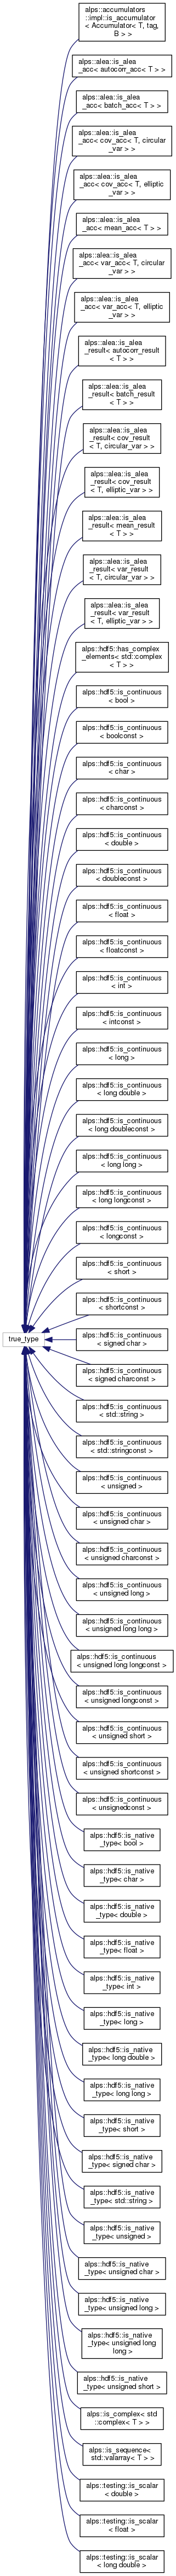 alps::accumulators
::impl::is_accumulator
< Accumulator< T, tag,
B > >
alps::alea::is_alea
_acc< autocorr_acc< T > >
alps::alea::is_alea
_acc< batch_acc< T > >
alps::alea::is_alea
_acc< cov_acc< T, circular
_var > >
alps::alea::is_alea
_acc< cov_acc< T, elliptic
_var > >
alps::alea::is_alea
_acc< mean_acc< T > >
alps::alea::is_alea
_acc< var_acc< T, circular
_var > >
alps::alea::is_alea
_acc< var_acc< T, elliptic
_var > >
alps::alea::is_alea
_result< autocorr_result
< T > >
alps::alea::is_alea
_result< batch_result
< T > >
alps::alea::is_alea
_result< cov_result
< T, circular_var > >
alps::alea::is_alea
_result< cov_result
< T, elliptic_var > >
alps::alea::is_alea
_result< mean_result
< T > >
alps::alea::is_alea
_result< var_result
< T, circular_var > >
alps::alea::is_alea
_result< var_result
< T, elliptic_var > >
alps::hdf5::has_complex
_elements< std::complex
< T > >
alps::hdf5::is_continuous
< bool >
alps::hdf5::is_continuous
< boolconst >
alps::hdf5::is_continuous
< char >
alps::hdf5::is_continuous
< charconst >
alps::hdf5::is_continuous
< double >
alps::hdf5::is_continuous
< doubleconst >
alps::hdf5::is_continuous
< float >
alps::hdf5::is_continuous
< floatconst >
alps::hdf5::is_continuous
< int >
alps::hdf5::is_continuous
< intconst >
alps::hdf5::is_continuous
< long >
alps::hdf5::is_continuous
< long double >
alps::hdf5::is_continuous
< long doubleconst >
alps::hdf5::is_continuous
< long long >
alps::hdf5::is_continuous
< long longconst >
alps::hdf5::is_continuous
< longconst >
alps::hdf5::is_continuous
< short >
alps::hdf5::is_continuous
< shortconst >
true_type
alps::hdf5::is_continuous
< signed char >
alps::hdf5::is_continuous
< signed charconst >
alps::hdf5::is_continuous
< std::string >
alps::hdf5::is_continuous
< std::stringconst >
alps::hdf5::is_continuous
< unsigned >
alps::hdf5::is_continuous
< unsigned char >
alps::hdf5::is_continuous
< unsigned charconst >
alps::hdf5::is_continuous
< unsigned long >
alps::hdf5::is_continuous
< unsigned long long >
alps::hdf5::is_continuous
< unsigned long longconst >
alps::hdf5::is_continuous
< unsigned longconst >
alps::hdf5::is_continuous
< unsigned short >
alps::hdf5::is_continuous
< unsigned shortconst >
alps::hdf5::is_continuous
< unsignedconst >
alps::hdf5::is_native
_type< bool >
alps::hdf5::is_native
_type< char >
alps::hdf5::is_native
_type< double >
alps::hdf5::is_native
_type< float >
alps::hdf5::is_native
_type< int >
alps::hdf5::is_native
_type< long >
alps::hdf5::is_native
_type< long double >
alps::hdf5::is_native
_type< long long >
alps::hdf5::is_native
_type< short >
alps::hdf5::is_native
_type< signed char >
alps::hdf5::is_native
_type< std::string >
alps::hdf5::is_native
_type< unsigned >
alps::hdf5::is_native
_type< unsigned char >
alps::hdf5::is_native
_type< unsigned long >
alps::hdf5::is_native
_type< unsigned long
long >
alps::hdf5::is_native
_type< unsigned short >
alps::is_complex< std
::complex< T > >
alps::is_sequence<
std::valarray< T > >
alps::testing::is_scalar
< double >
alps::testing::is_scalar
< float >
alps::testing::is_scalar
< long double >